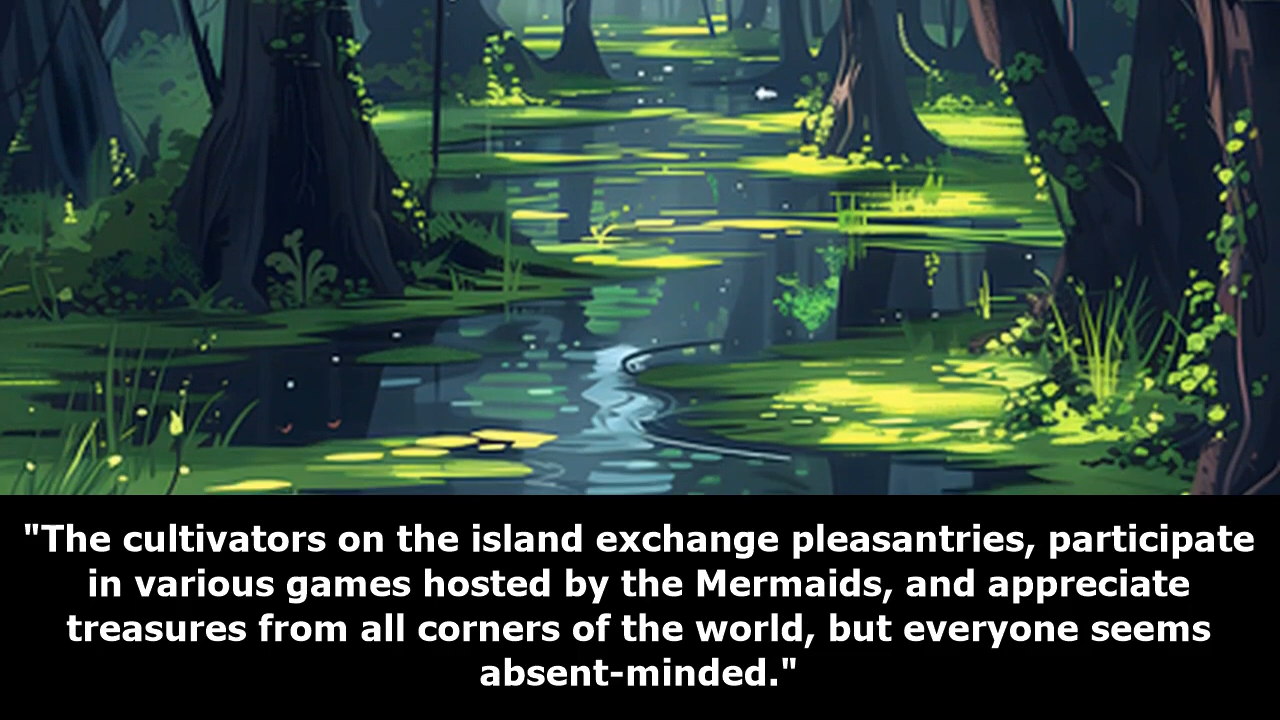 "The cultivators on the island exchange pleasantries, participate
in various games hosted by the Mermaids, and appreciate
treasures from all corners of the world, but everyone seems
absent-minded."